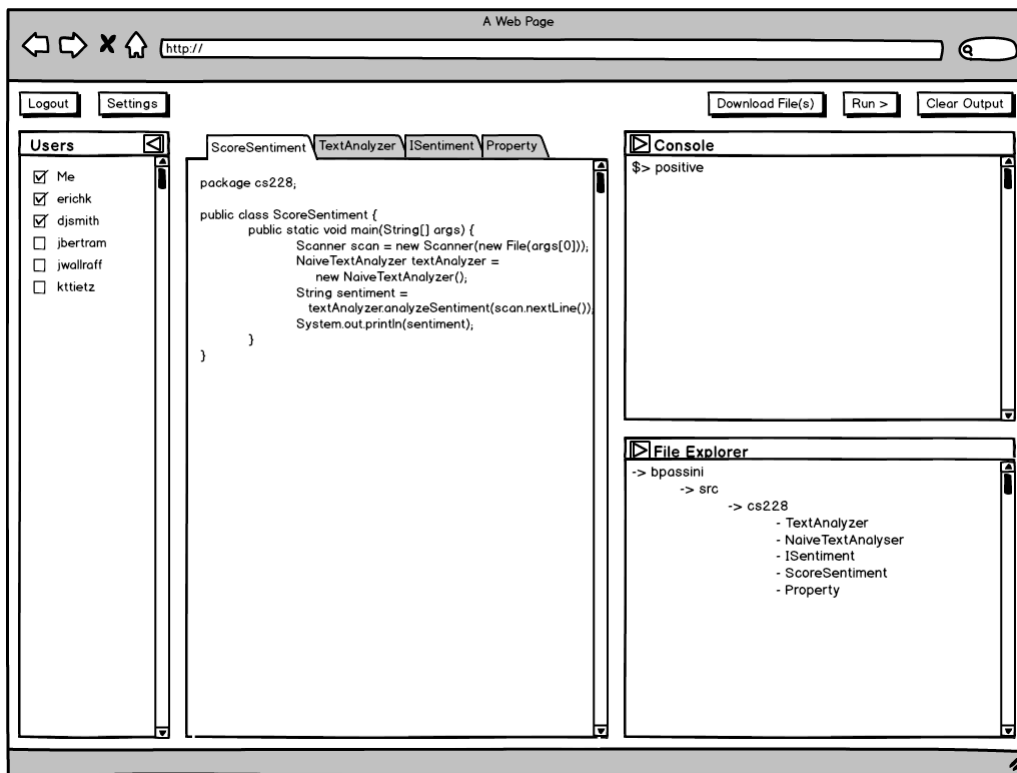 A Web Page
http://
Logout
Settings
Download File(s)
Run >
Clear Output
Users
Me
erichk
djsmith
jbertram
jwallraff
kttietz
ScoreSentiment
TextAnalyzer
ISentiment
Property
package cs228;
public class ScoreSentiment {
public static void main(String[] args) {
Scanner scan = new Scanner(new File(args[0]));
NaiveTextAnalyzer textAnalyzer =
new NaiveTextAnalyzer();
String sentiment =
textAnalyzer.analyzeSentiment(scan.nextLine());
System.out.println(sentiment);
}
}
Console
$> positive
File Explorer
-> bpassini
-> src
-> cs228
- TextAnalyzer
- NaiveTextAnalyser
- ISentiment
- ScoreSentiment
- Property